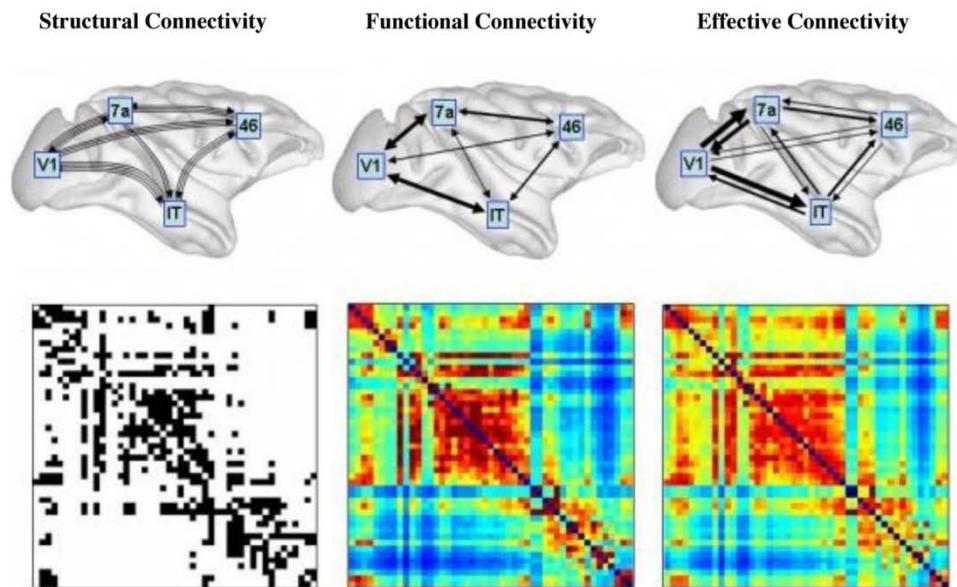 Structural Connectivity
Functional Connectivity
Effective Connectivity
7a
46
V1
IT
7a
46
V1
IT
7a
46
V1
IT